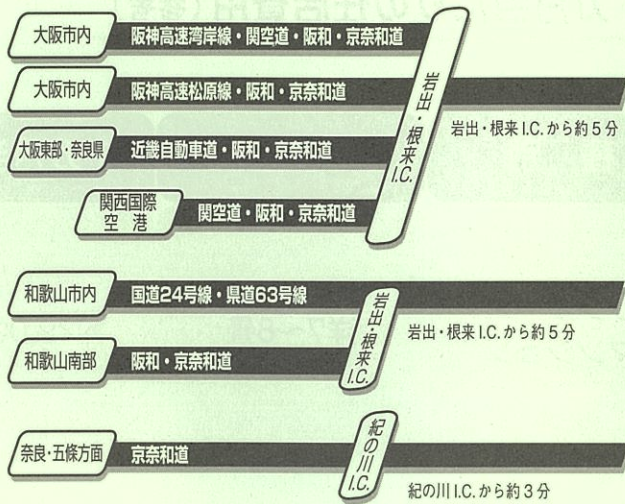 大阪市内
阪神高速湾岸線・関空道・阪和・京奈和道
大阪市内
阪神高速松原線・阪和・京奈和道
大阪東部・奈良県
近畿自動車道・阪和・京奈和道
関西国際
空港
関空道・阪和・京奈和道
岩出・根来I.C.
岩出・根来I.C.から約5分
和歌山市内
国道24号線・県道63号線
和歌山南部
阪和・京奈和道
岩出・根来I.C.
岩出・根来I.C.から約5分
奈良・五條方面
京奈和道
紀の川I.C.
紀の川I.C.から約3分